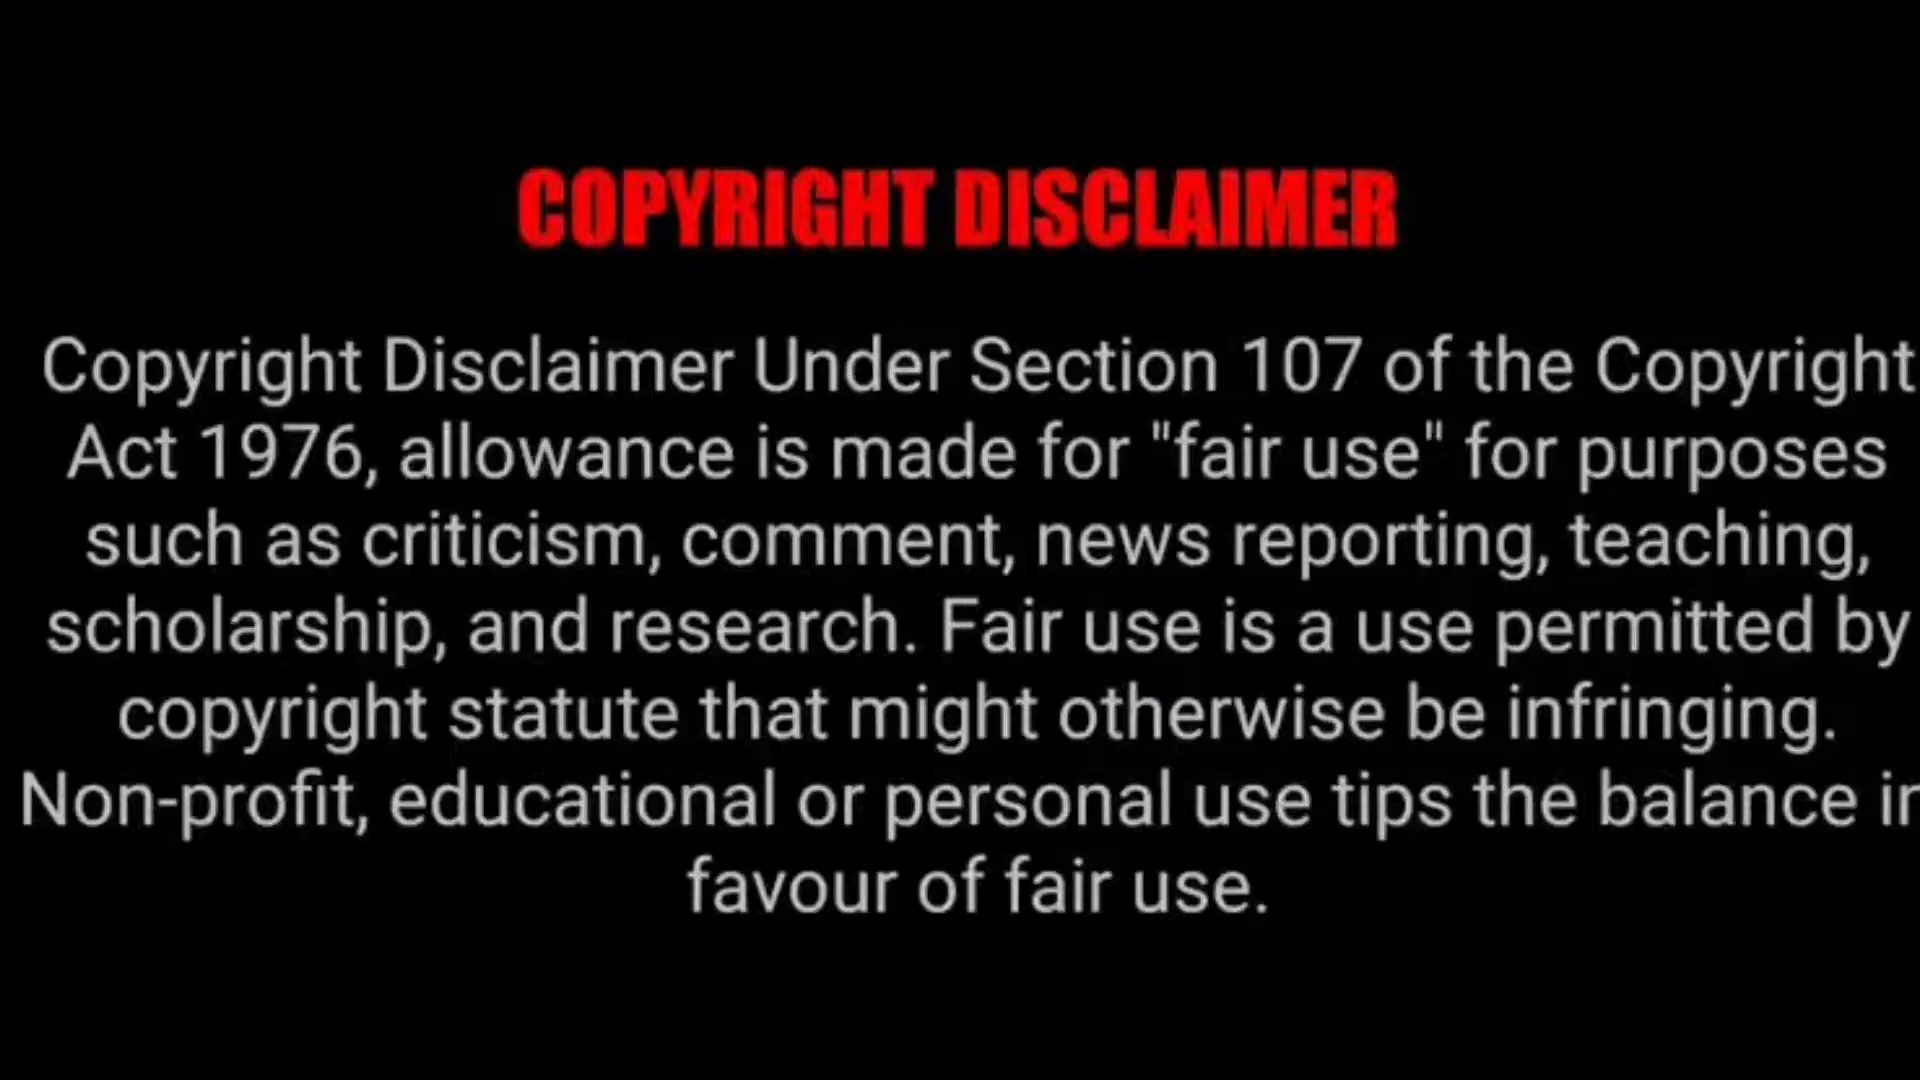 COPYRIGHT DISCLAIMER
Copyright Disclaimer Under Section 107 of the Copyright
Act 1976, allowance is made for "fair use" for purposes
such as criticism, comment, news reporting, teaching,
scholarship, and research. Fair use is a use permitted by
copyright statute that might otherwise be infringing.
Non-profit, educational or personal use tips the balance in
favour of fair use.